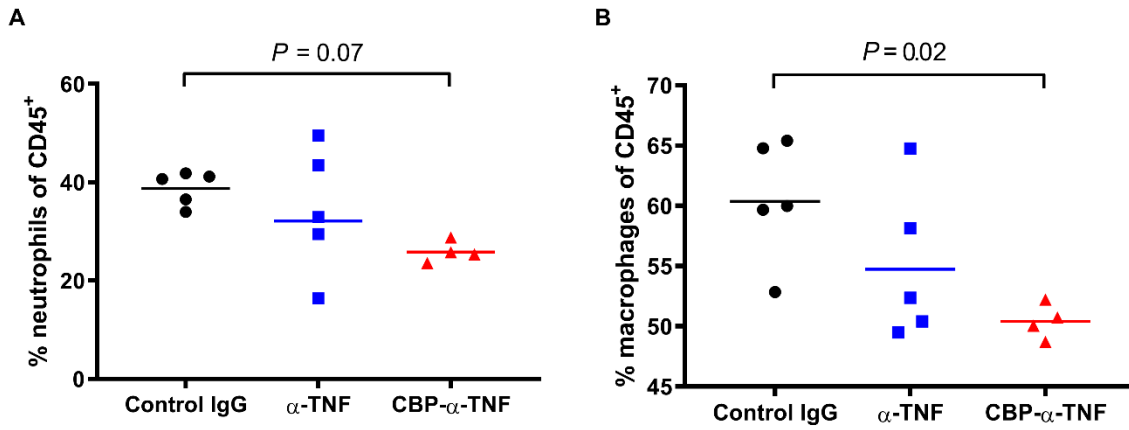 A
P = 0.07
% neutrophils of CD45⁺
60
40
20
0
Control IgG
α-TNF
CBP-α-TNF
B
P = 0.02
% macrophages of CD45⁺
70
65
60
55
50
45
Control IgG
α-TNF
CBP-α-TNF